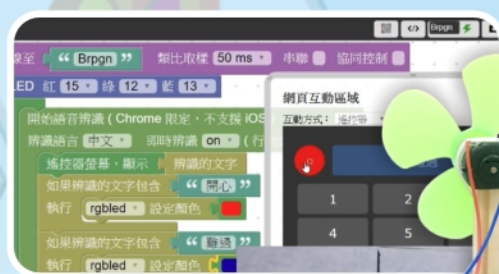 </> Brpgn
線至 “ Brpgn ” 類比取樣 50 ms 串聯 協同控制
LED 紅 15 綠 12 藍 13
開始語音辨識 ( Chrome 限定，不支援 iOS
辨識語言 中文 即時辨識 on (行
遙控器螢幕，顯示 辨識的文字
如果辨識的文字包含 “ 開心 ”
執行 rgbled 設定顏色
如果辨識的文字包含 “ 難過 ”
執行 rgbled 設定顏色
網頁互動區域
互動方式： 遙控器
1 2
4 5